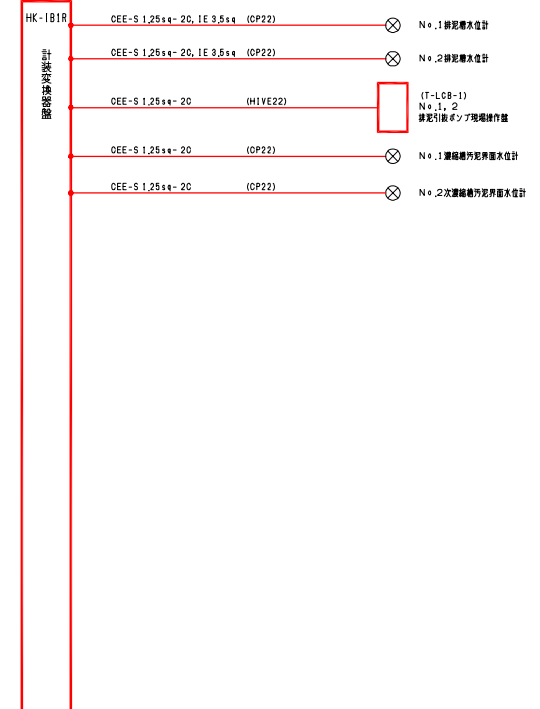 HK-IB1R
計装変換器盤
CEE-S 1.25sq- 2C, IE 3.5sq (CP22)
No.1排泥槽水位計
CEE-S 1.25sq- 2C, IE 3.5sq (CP22)
No.2排泥槽水位計
CEE-S 1.25sq- 2C (HIVE22)
(T-LCB-1)
No.1, 2
排泥引抜ポンプ現場操作盤
CEE-S 1.25sq- 2C (CP22)
No.1濃縮槽汚泥界面水位計
CEE-S 1.25sq- 2C (CP22)
No.2次濃縮槽汚泥界面水位計